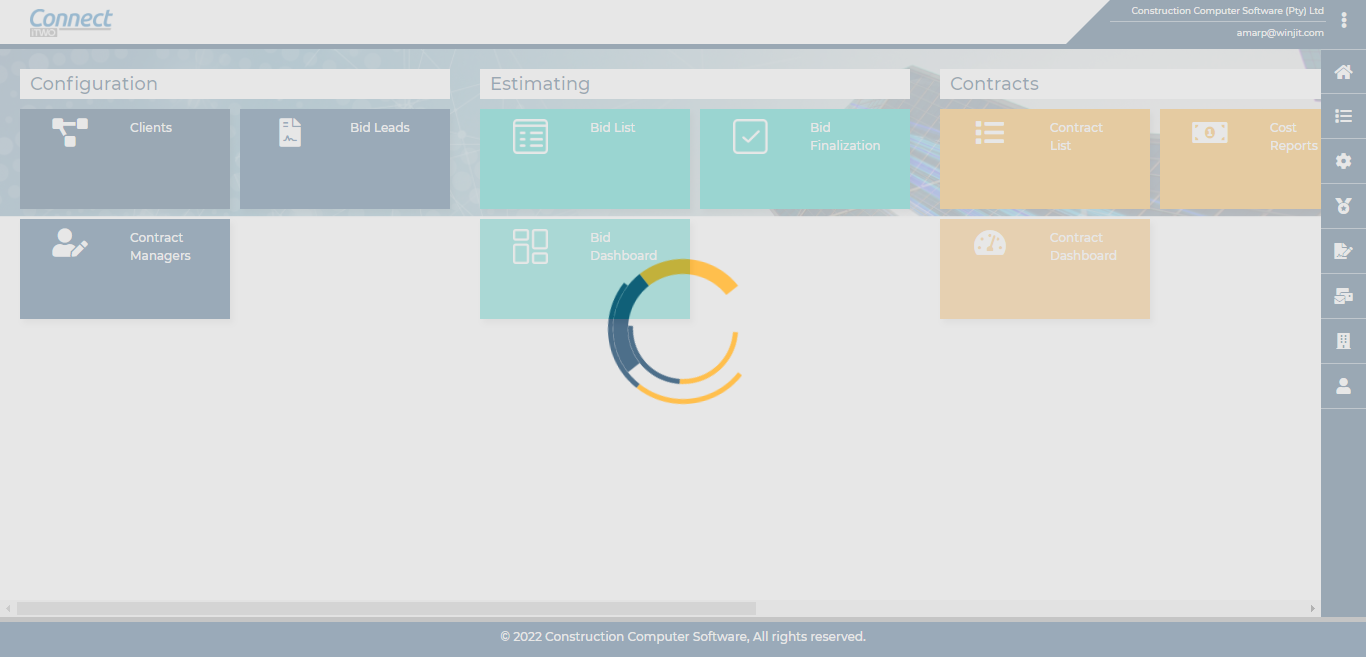 Connect
iTWO
Construction Computer Software (Pty) Ltd
amarp@winjit.com
Configuration
Estimating
Contracts
Clients
Bid Leads
Bid List
Bid
Finalization
Contract
List
Cost
Reports
Contract
Managers
Bid
Dashboard
Contract
Dashboard
© 2022 Construction Computer Software, All rights reserved.